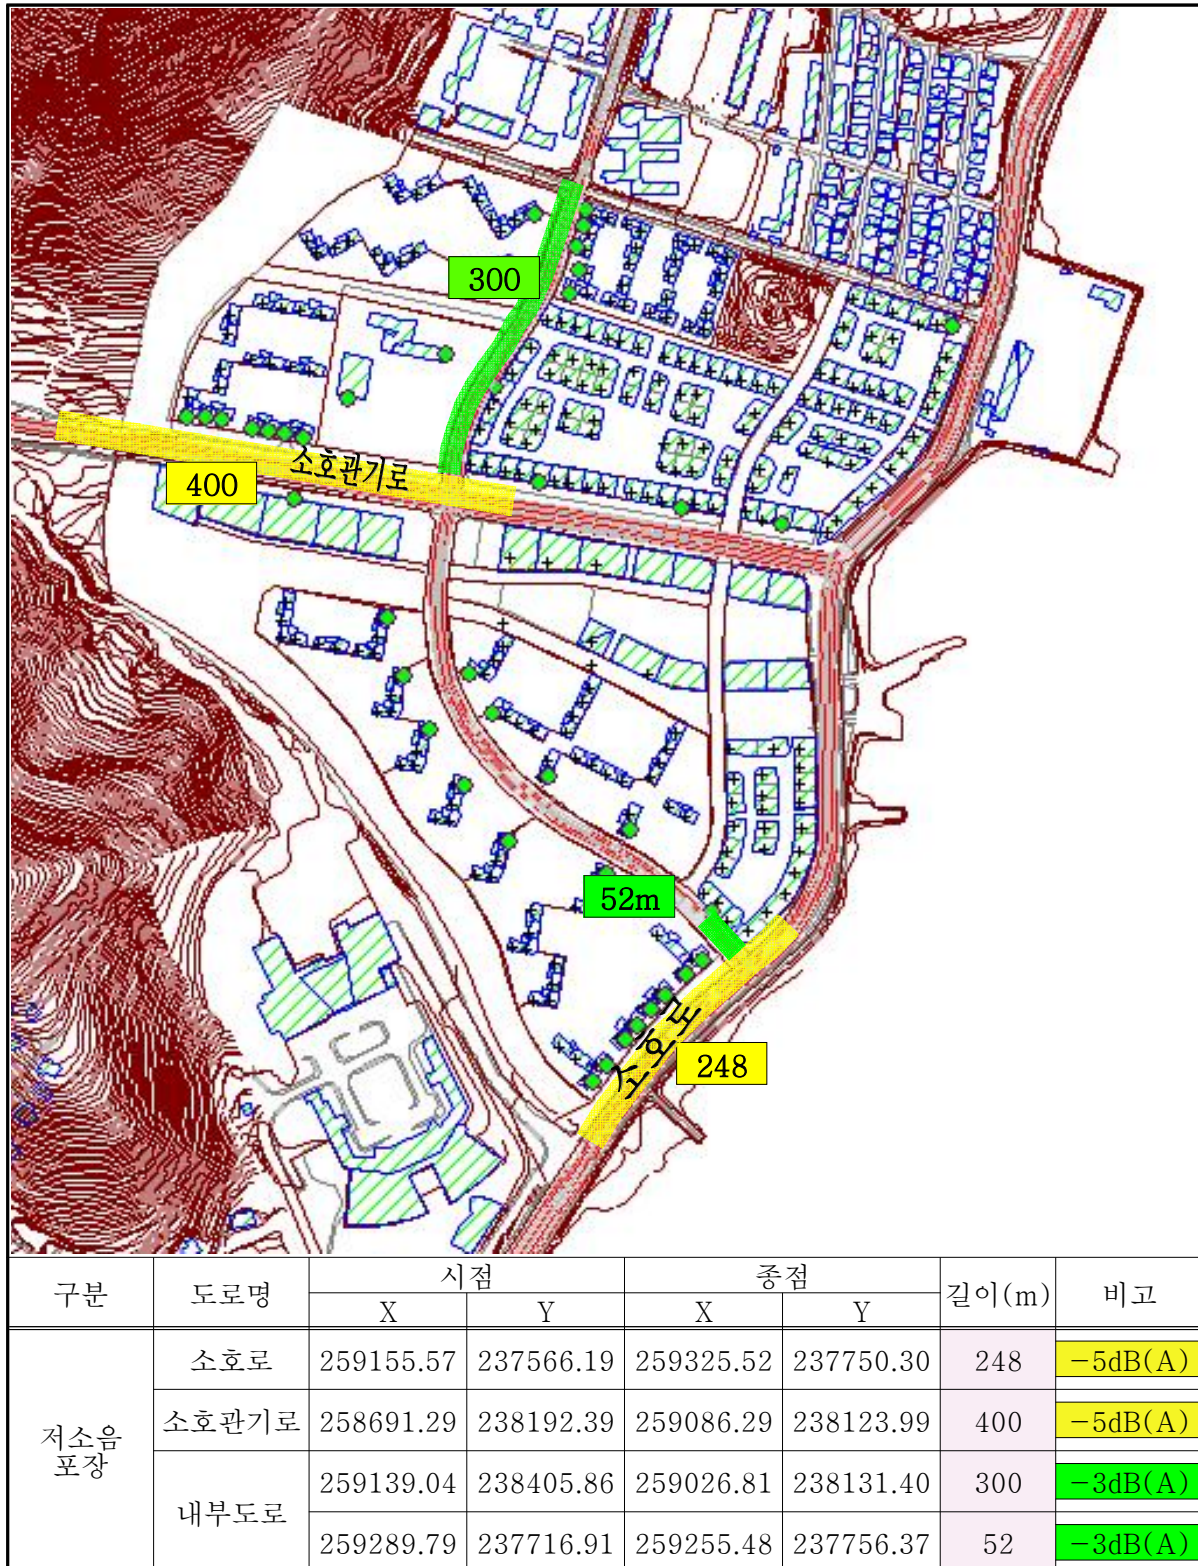 300
소호관기로
400
52m
소호로
248
구분 도로명 시점 종점 길이(m) 비고
X Y X Y
저소음 포장 소호로 259155.57 237566.19 259325.52 237750.30 248 -5dB(A)
소호관기로 258691.29 238192.39 259086.29 238123.99 400 -5dB(A)
내부도로 259139.04 238405.86 259026.81 238131.40 300 -3dB(A)
259289.79 237716.91 259255.48 237756.37 52 -3dB(A)